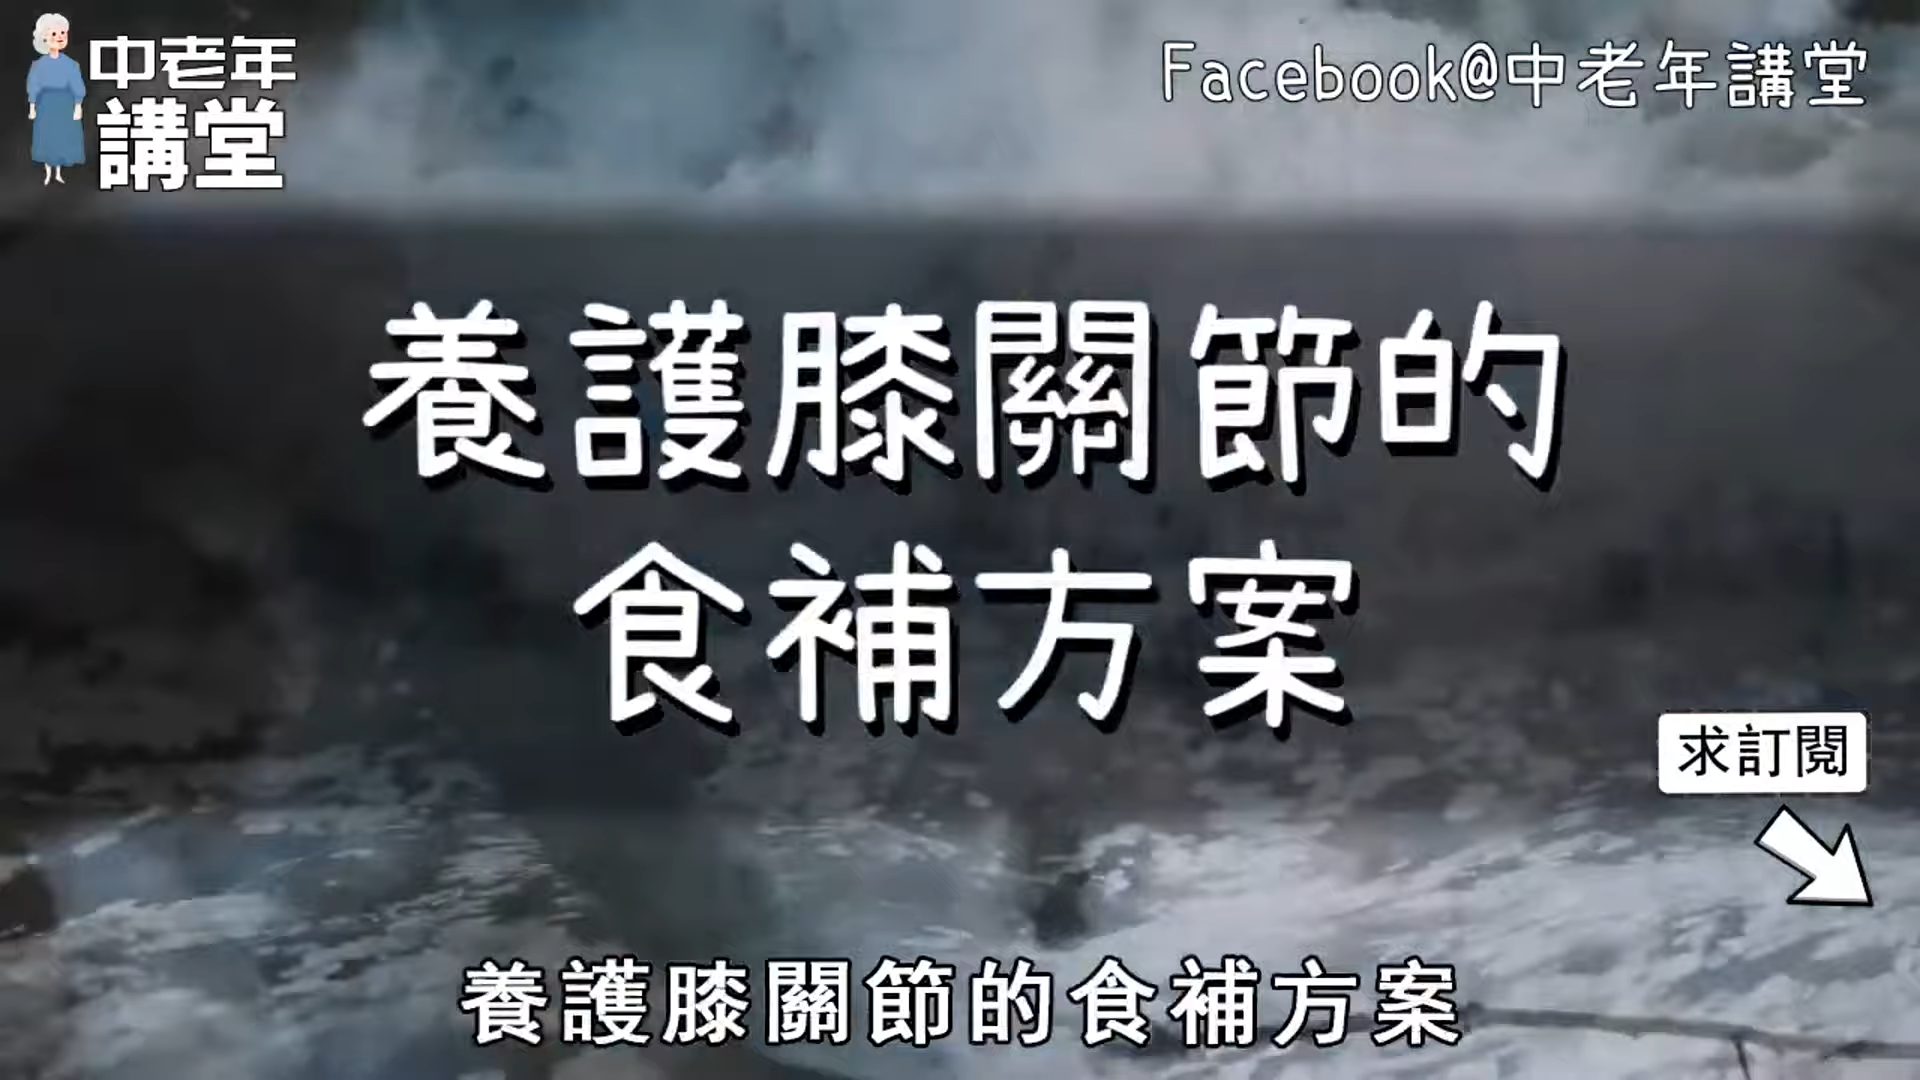 中老年
講堂
Facebook@中老年講堂
養護膝關節的
食補方案
求訂閱
養護膝關節的食補方案